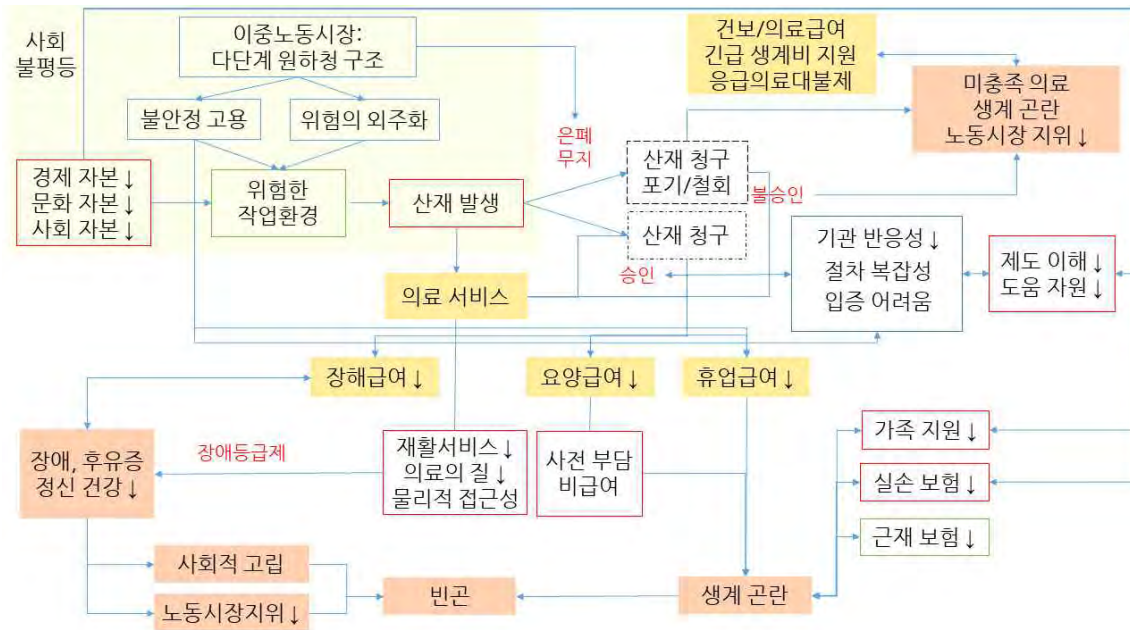 사회
불평등
이중노동시장:
다단계 원하청 구조
불안정 고용
위험의 외주화
경제 자본 ↓
문화 자본 ↓
사회 자본 ↓
위험한
작업환경
산재 발생
은폐
무지
산재 청구
포기/철회
불승인
산재 청구
승인
건보/의료급여
긴급 생계비 지원
응급의료대불제
미충족 의료
생계 곤란
노동시장 지위 ↓
기관 반응성 ↓
절차 복잡성
입증 어려움
제도 이해 ↓
도움 자원 ↓
의료 서비스
장해급여 ↓
요양급여 ↓
휴업급여 ↓
장애, 후유증
정신 건강 ↓
장애등급제
재활서비스 ↓
의료의 질 ↓
물리적 접근성
사전 부담
비급여
가족 지원 ↓
실손 보험 ↓
근재 보험 ↓
사회적 고립
노동시장지위 ↓
빈곤
생계 곤란